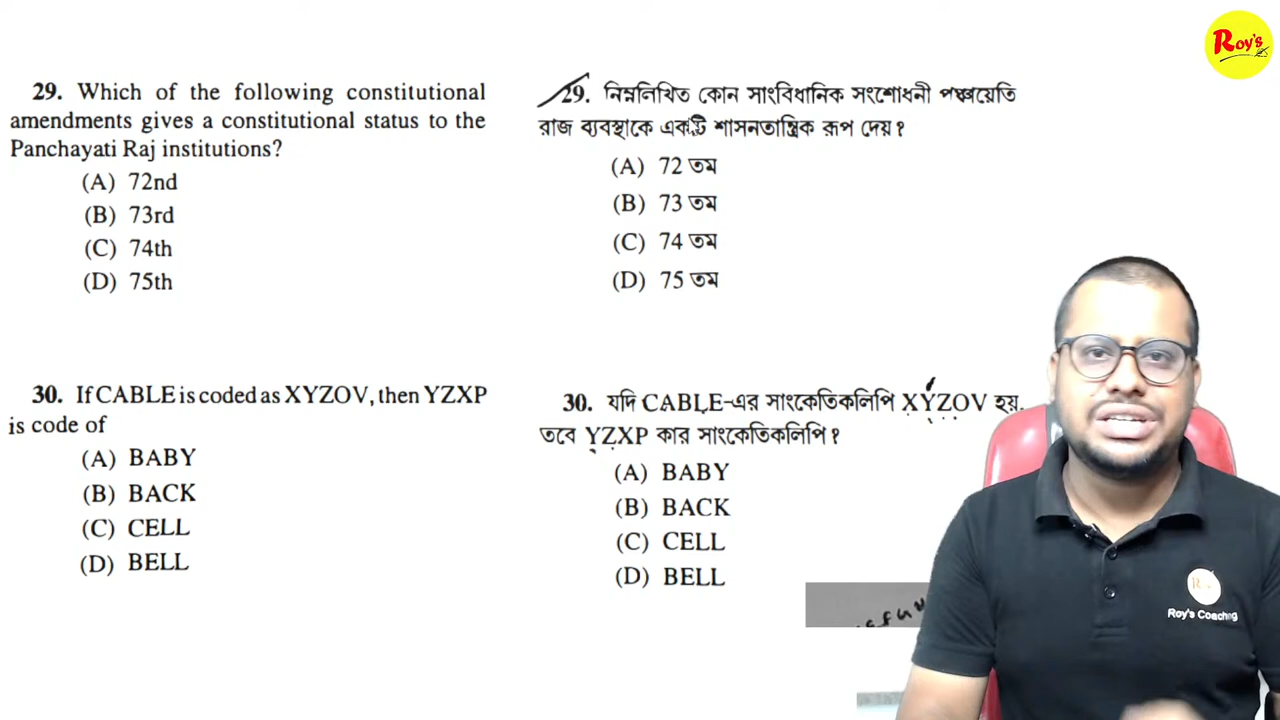 Roy's
29. Which of the following constitutional
amendments gives a constitutional status to the
Panchayati Raj institutions?
(A) 72nd
(B) 73rd
(C) 74th
(D) 75th
30. If CABLE is coded as XYZOV, then YZXP
is code of
(A) BABY
(B) BACK
(C) CELL
(D) BELL
29. নিম্নলিখিত কোন সাংবিধানিক সংশোধনী পঞ্চায়েতি
রাজ ব্যবস্থাকে একটি শাসনতান্ত্রিক রূপ দেয়?
(A) 72 তম
(B) 73 তম
(C) 74 তম
(D) 75 তম
30. যদি CABLE-এর সাংকেতিকলিপি XYZOV হয়,
তবে YZXP কার সাংকেতিকলিপি?
(A) BABY
(B) BACK
(C) CELL
(D) BELL
Roy's Coaching